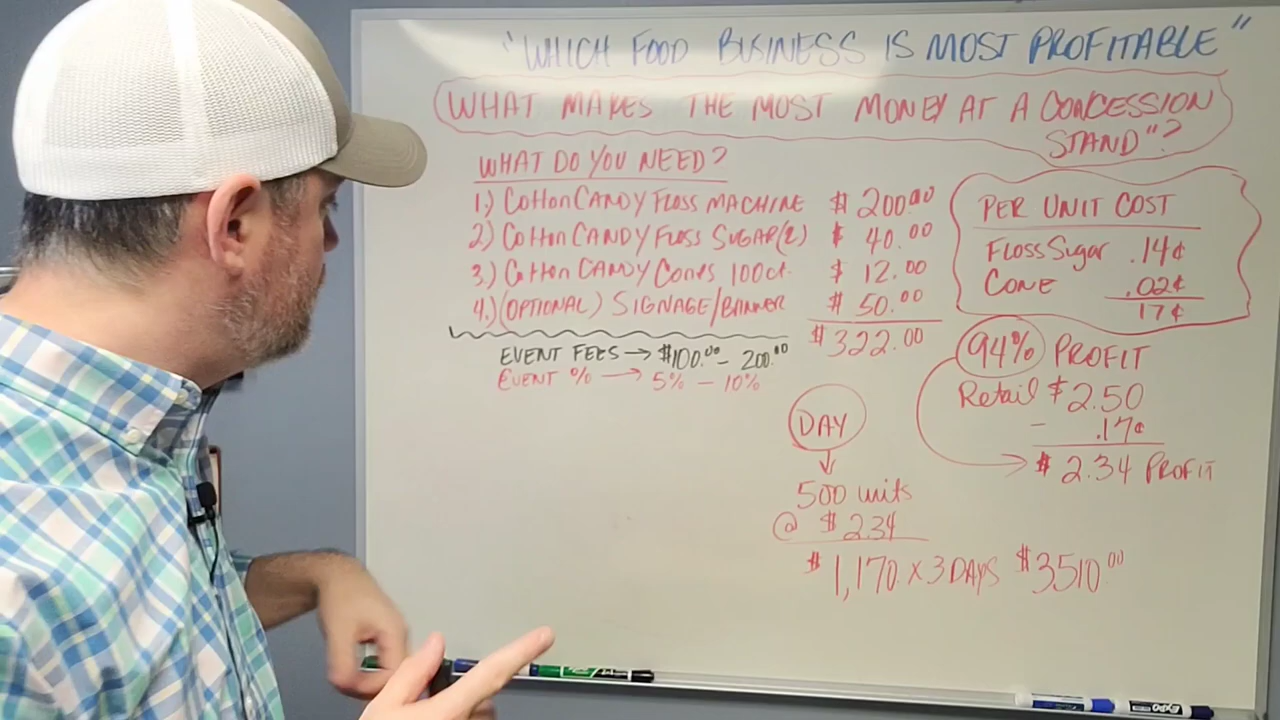 "WHICH FOOD BUSINESS IS MOST PROFITABLE"
WHAT MAKES THE MOST MONEY AT A CONCESSION
STAND"?
WHAT DO YOU NEED?
1.) COTTON CANDY FLOSS MACHINE $ 200.00
2) COTTON CANDY FLOSS SUGAR(2) $ 40.00
3.) COTTON CANDY CONES 100ct. $ 12.00
4.) (OPTIONAL) SIGNAGE/BANNER $ 50.00
$322.00
EVENT FEES → $100.00 - 200.00
EVENT % → 5% - 10%
PER UNIT COST
FLOSS SUGAR .14¢
CONE .02¢
17¢
94% PROFIT
Retail $2.50
- .17¢
$ 2.34 PROFIT
DAY
500 units
@ $ 2.34
$1,170 x 3 DAYS $3510.00
EXPO